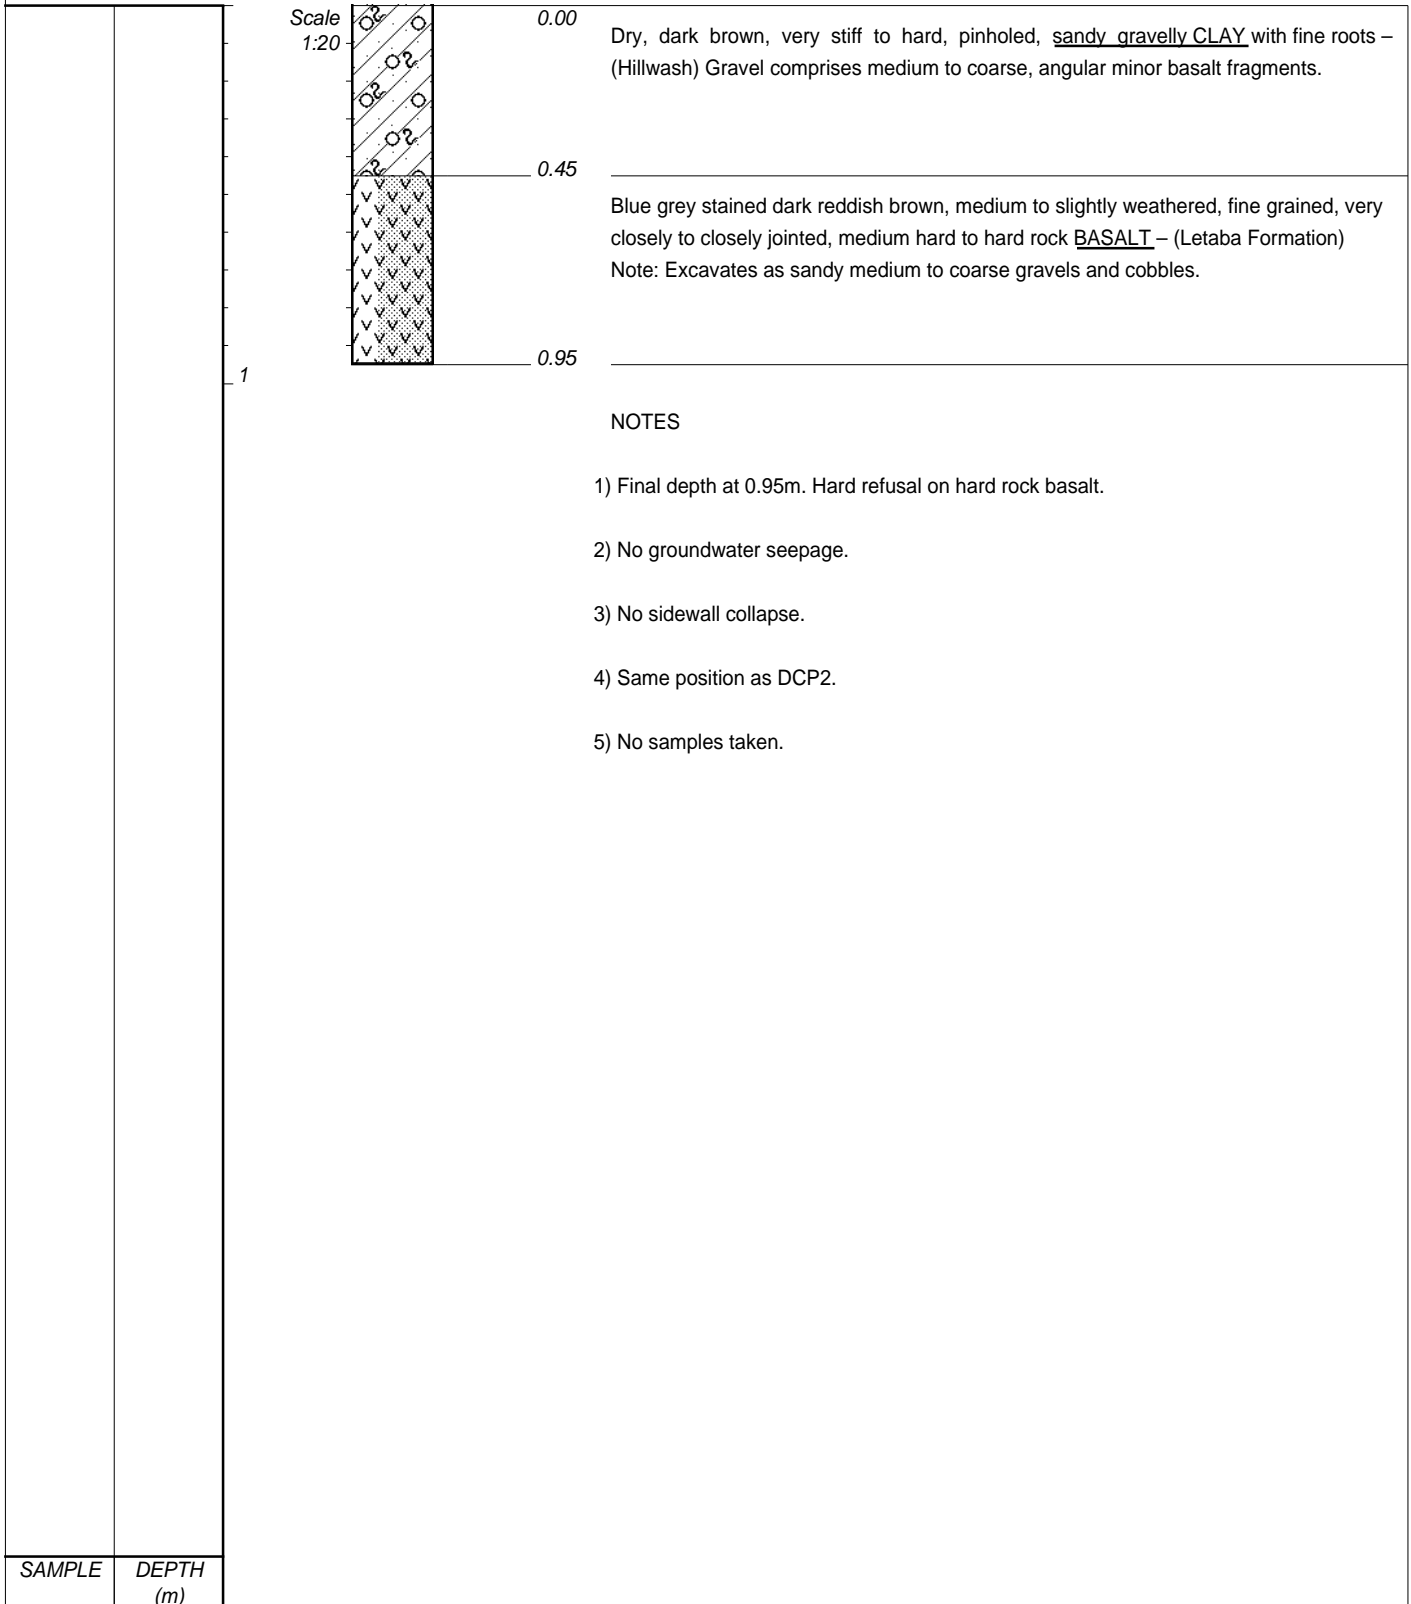 Scale
1:20
0.00
Dry, dark brown, very stiff to hard, pinholed, sandy gravelly CLAY with fine roots –
(Hillwash) Gravel comprises medium to coarse, angular minor basalt fragments.
0.45
Blue grey stained dark reddish brown, medium to slightly weathered, fine grained, very
closely to closely jointed, medium hard to hard rock BASALT – (Letaba Formation)
Note: Excavates as sandy medium to coarse gravels and cobbles.
0.95
1
NOTES
1) Final depth at 0.95m. Hard refusal on hard rock basalt.
2) No groundwater seepage.
3) No sidewall collapse.
4) Same position as DCP2.
5) No samples taken.
SAMPLE
DEPTH
(m)